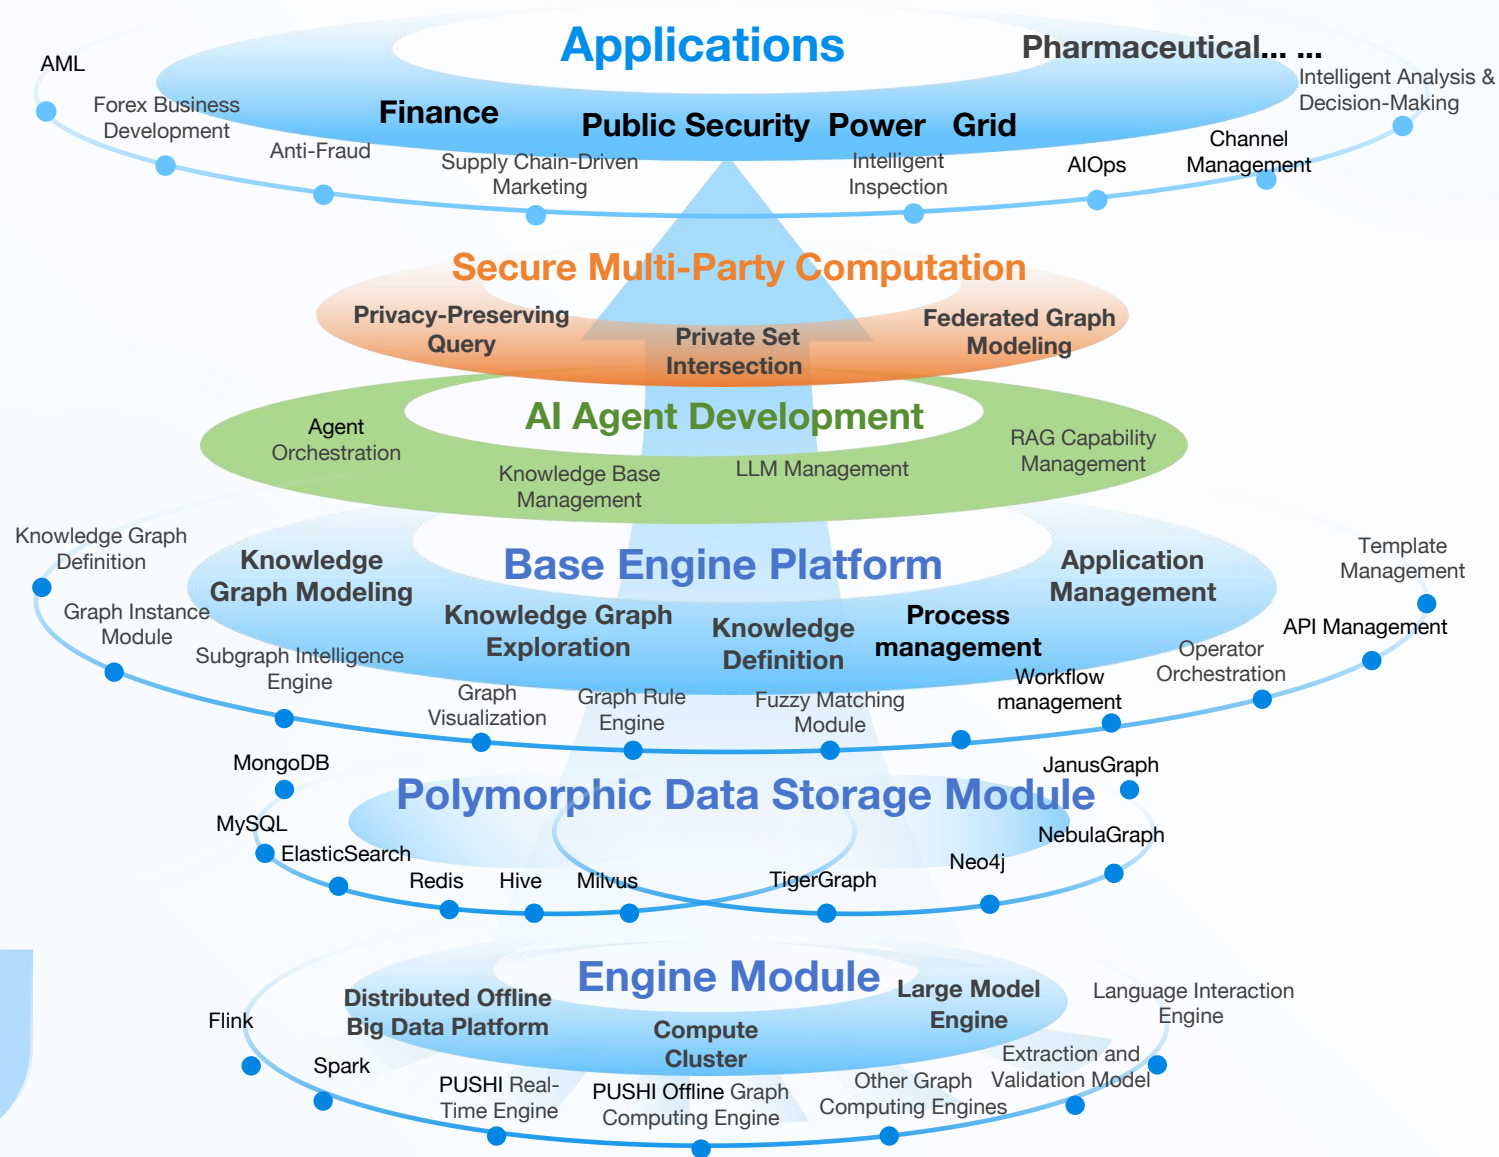 Applications
Pharmaceutical... ...
Finance
Public Security Power Grid
AML
Forex Business
Development
Anti-Fraud
Supply Chain-Driven
Marketing
Intelligent
Inspection
AIOps
Channel
Management
Intelligent Analysis &
Decision-Making
Secure Multi-Party Computation
Privacy-Preserving
Query
Private Set
Intersection
Federated Graph
Modeling
AI Agent Development
Agent
Orchestration
Knowledge Base
Management
LLM Management
RAG Capability
Management
Base Engine Platform
Knowledge
Graph Modeling
Knowledge Graph
Exploration
Knowledge
Definition
Process
management
Application
Management
Knowledge Graph
Definition
Graph Instance
Module
Subgraph Intelligence
Engine
Graph
Visualization
Graph Rule
Engine
Fuzzy Matching
Module
Workflow
management
Operator
Orchestration
API Management
Template
Management
Polymorphic Data Storage Module
MongoDB
MySQL
ElasticSearch
Redis
Hive
Milvus
TigerGraph
Neo4j
NebulaGraph
JanusGraph
Engine Module
Distributed Offline
Big Data Platform
Compute
Cluster
Large Model
Engine
Flink
Spark
PUSHI Real-
Time Engine
PUSHI Offline Graph
Computing Engine
Other Graph
Computing Engines
Extraction and
Validation Model
Language Interaction
Engine